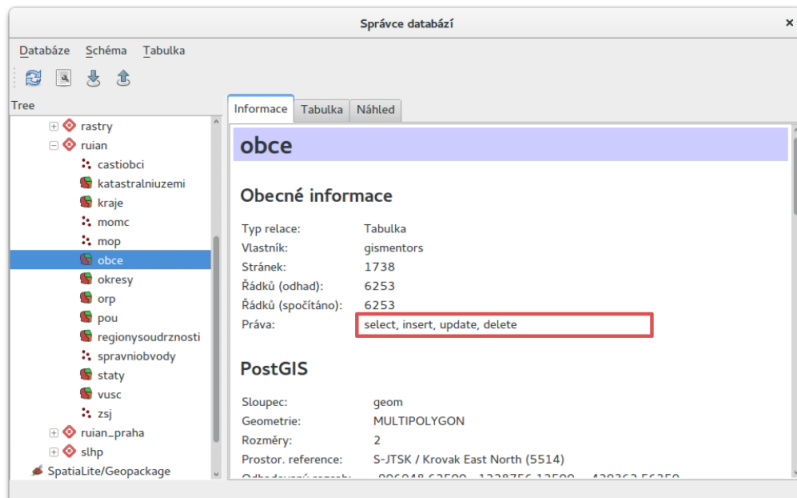 Správce databází
Databáze Schéma Tabulka
Tree
rastry
ruian
castiobci
katastralniuzemi
kraje
momc
mop
obce
okresy
orp
pou
regionysoudrznosti
spravniobvody
staty
vusc
zsj
ruian_praha
slhp
SpatiaLite/Geopackage
Informace Tabulka Náhled
obce
Obecné informace
Typ relace: Tabulka
Vlastník: gismentors
Stránek: 1738
Řádků (odhad): 6253
Řádků (spočítáno): 6253
Práva: select, insert, update, delete
PostGIS
Sloupec: geom
Geometrie: MULTIPOLYGON
Rozměry: 2
Prostor. reference: S-JTSK / Krovak East North (5514)